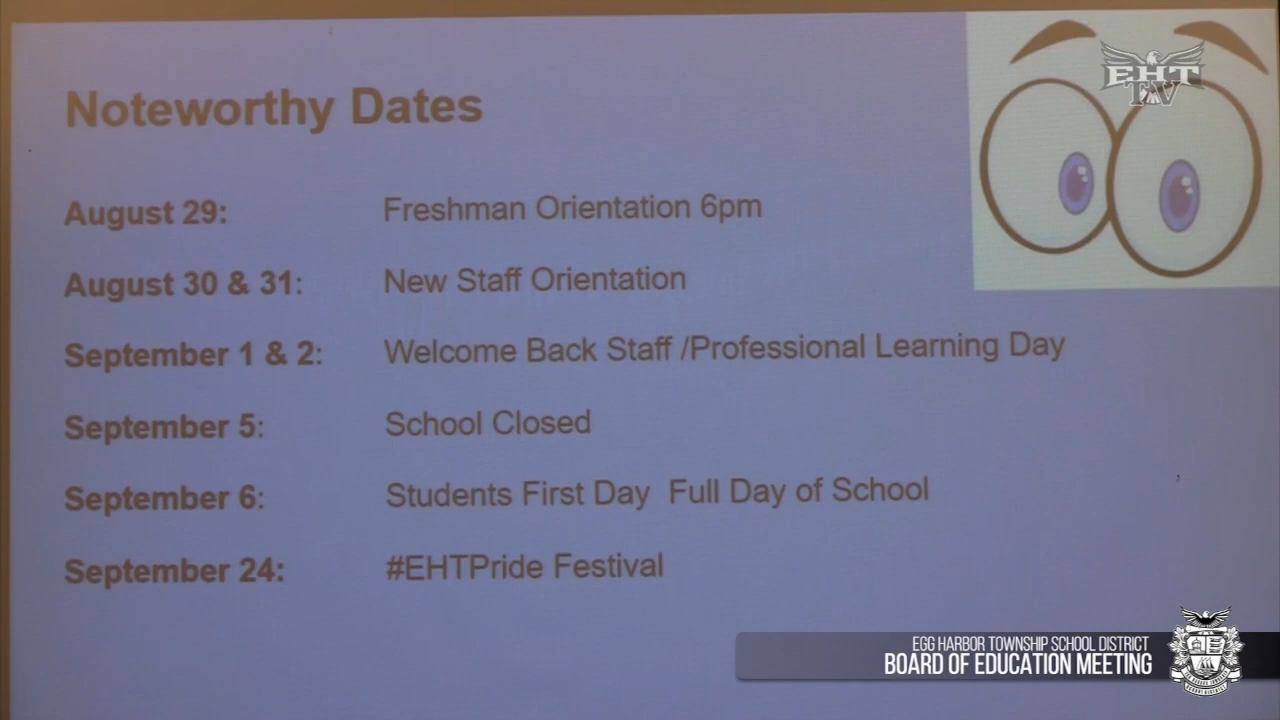 EHT
TV
Noteworthy Dates
August 29: Freshman Orientation 6pm
August 30 & 31: New Staff Orientation
September 1 & 2: Welcome Back Staff /Professional Learning Day
September 5: School Closed
September 6: Students First Day  Full Day of School
September 24: #EHTPride Festival
EGG HARBOR TOWNSHIP SCHOOL DISTRICT
BOARD OF EDUCATION MEETING